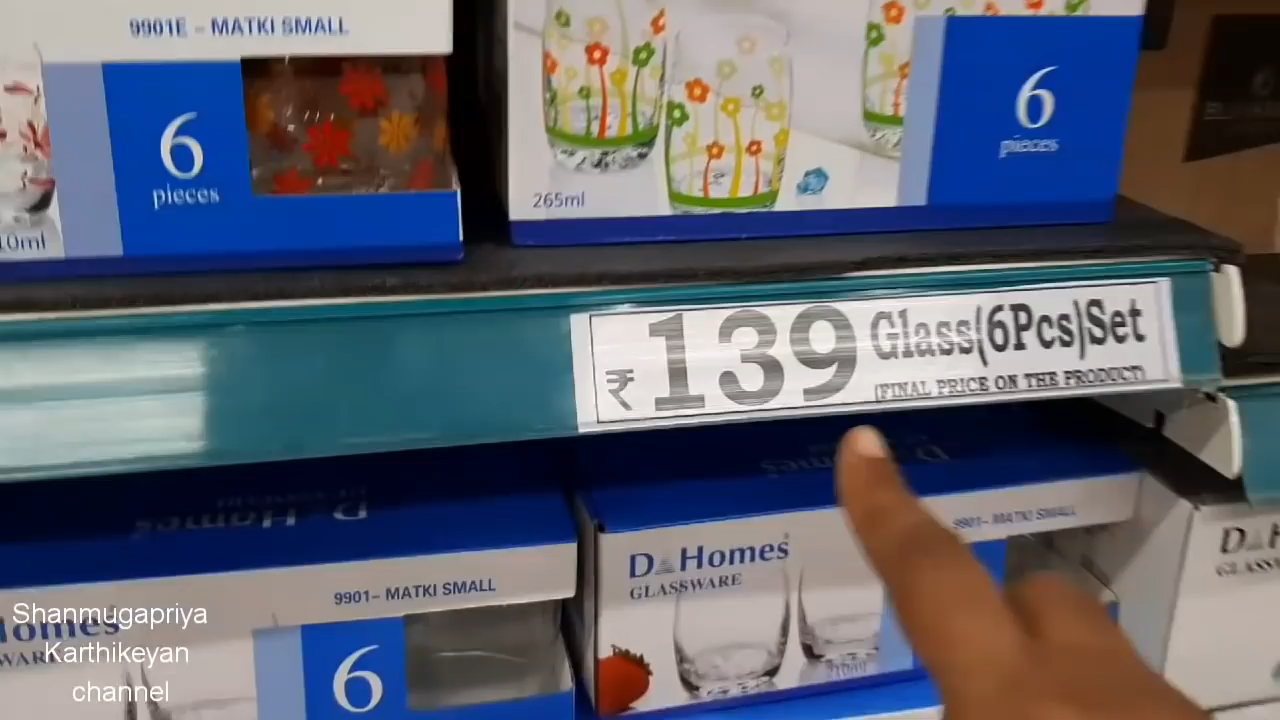 9901E – MATKI SMALL
6
pieces
10ml
265ml
6
pieces
₹ 139 Glass(6Pcs)Set
(FINAL PRICE ON THE PRODUCT)
D Homes
9901– MATKI SMALL
6
D Homes
GLASSWARE
9901– MATKI SMALL
Shanmugapriya
Karthikeyan
channel